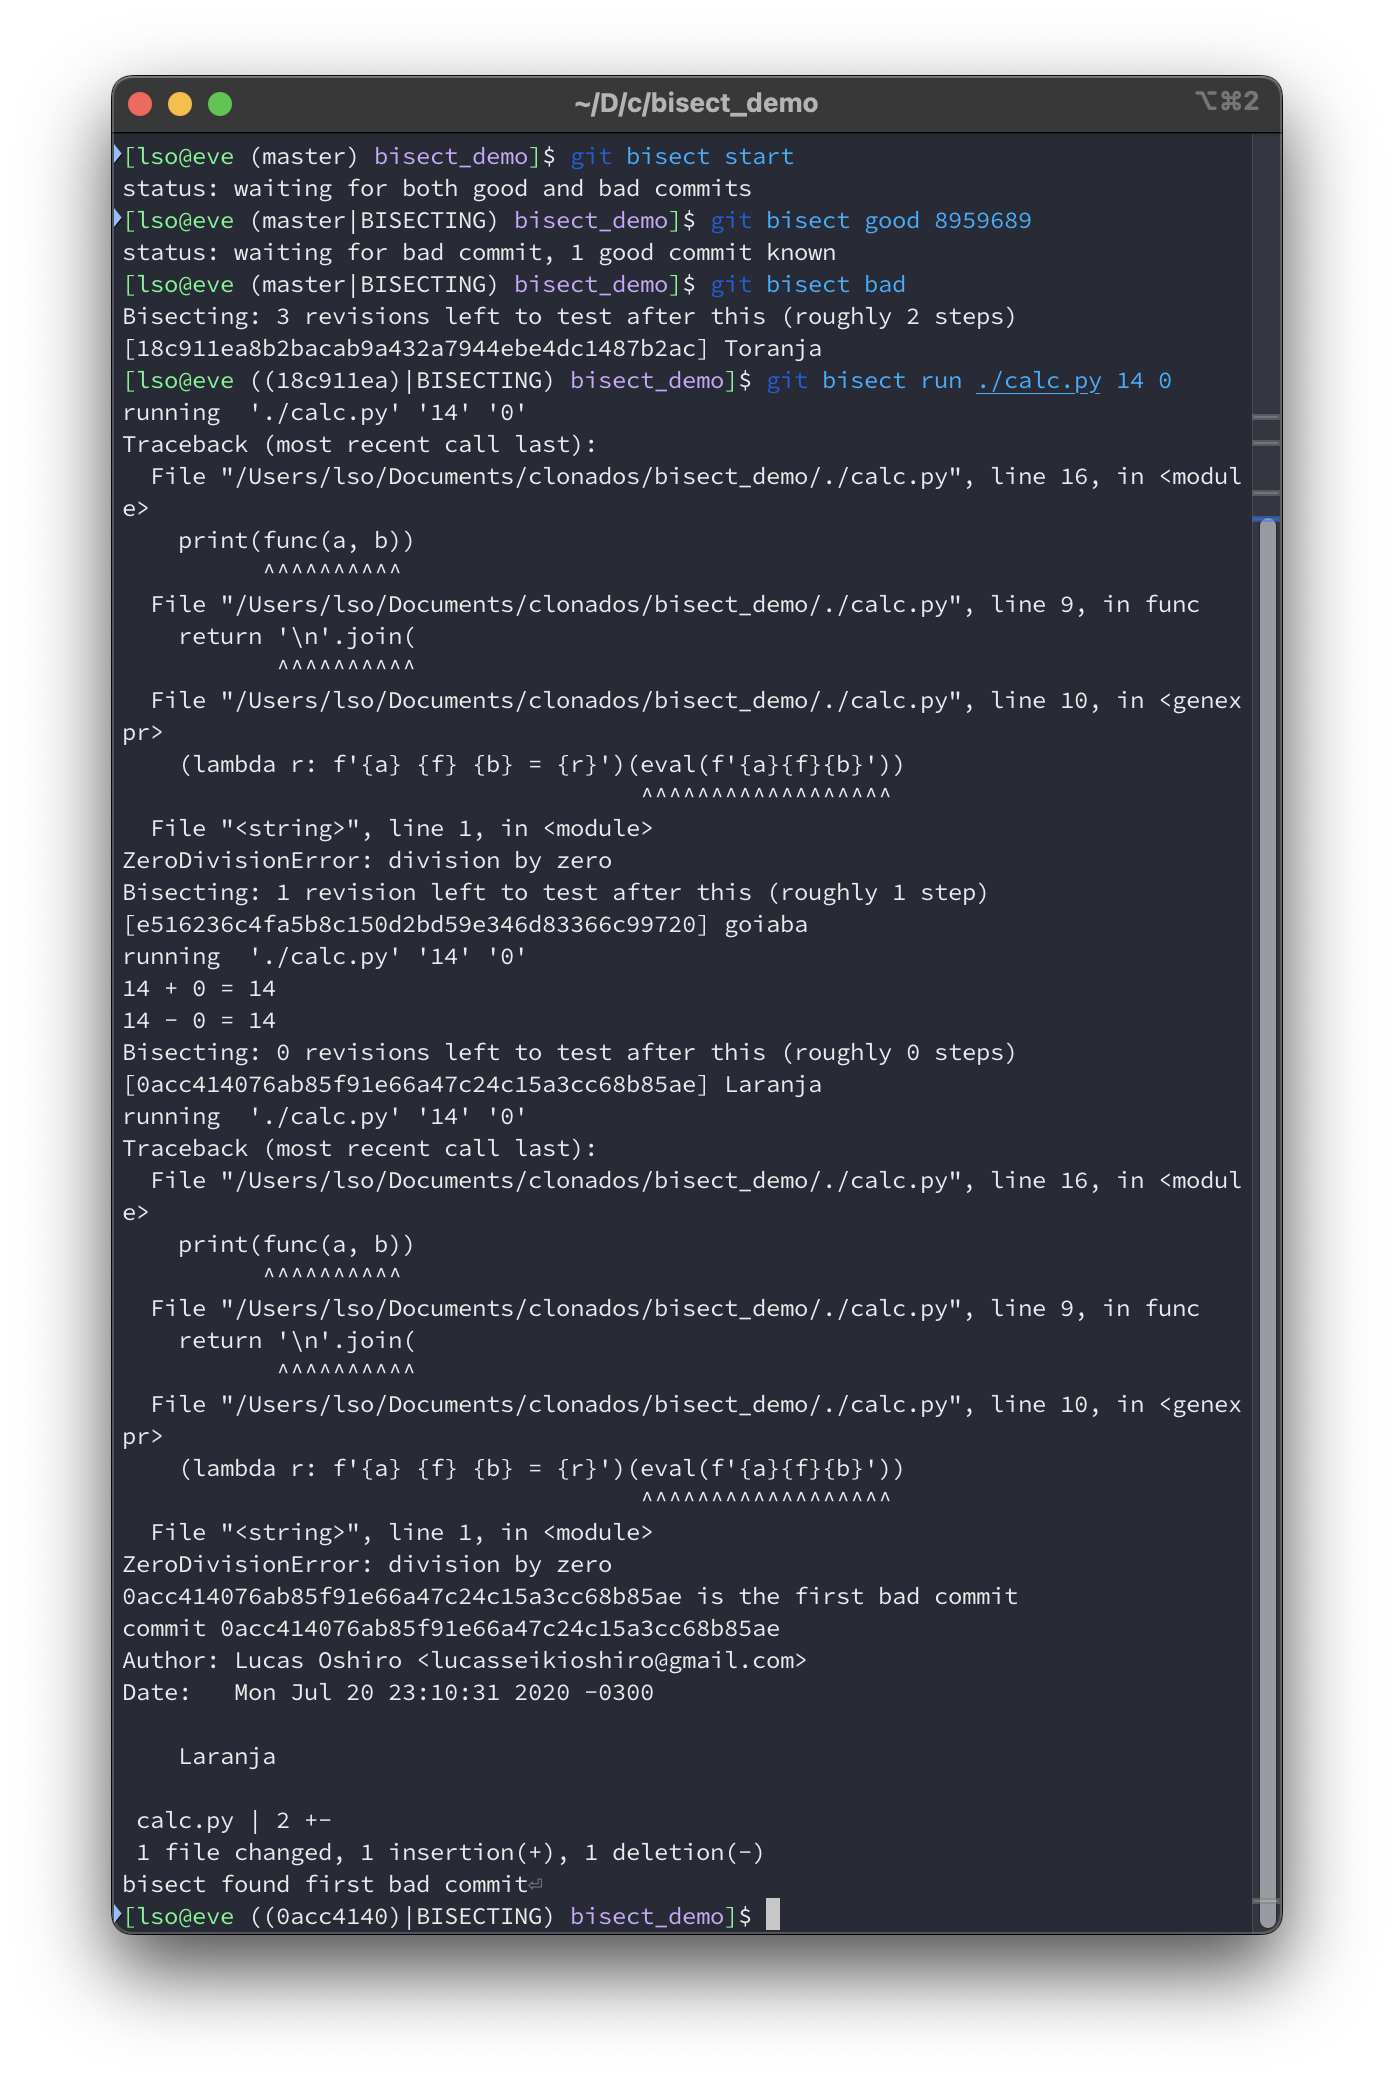 ~/D/c/bisect_demo
⌥⌘2
[lso@eve (master) bisect_demo]$ git bisect start
status: waiting for both good and bad commits
[lso@eve (master|BISECTING) bisect_demo]$ git bisect good 8959689
status: waiting for bad commit, 1 good commit known
[lso@eve (master|BISECTING) bisect_demo]$ git bisect bad
Bisecting: 3 revisions left to test after this (roughly 2 steps)
[18c911ea8b2bacab9a432a7944ebe4dc1487b2ac] Toranja
[lso@eve ((18c911ea)|BISECTING) bisect_demo]$ git bisect run ./calc.py 14 0
running  './calc.py' '14' '0'
Traceback (most recent call last):
  File "/Users/lso/Documents/clonados/bisect_demo/./calc.py", line 16, in <modul
e>
    print(func(a, b))
          ^^^^^^^^^^
  File "/Users/lso/Documents/clonados/bisect_demo/./calc.py", line 9, in func
    return '\n'.join(
           ^^^^^^^^^^
  File "/Users/lso/Documents/clonados/bisect_demo/./calc.py", line 10, in <genex
pr>
    (lambda r: f'{a} {f} {b} = {r}')(eval(f'{a}{f}{b}'))
                                     ^^^^^^^^^^^^^^^^^^
  File "<string>", line 1, in <module>
ZeroDivisionError: division by zero
Bisecting: 1 revision left to test after this (roughly 1 step)
[e516236c4fa5b8c150d2bd59e346d83366c99720] goiaba
running  './calc.py' '14' '0'
14 + 0 = 14
14 - 0 = 14
Bisecting: 0 revisions left to test after this (roughly 0 steps)
[0acc414076ab85f91e66a47c24c15a3cc68b85ae] Laranja
running  './calc.py' '14' '0'
Traceback (most recent call last):
  File "/Users/lso/Documents/clonados/bisect_demo/./calc.py", line 16, in <modul
e>
    print(func(a, b))
          ^^^^^^^^^^
  File "/Users/lso/Documents/clonados/bisect_demo/./calc.py", line 9, in func
    return '\n'.join(
           ^^^^^^^^^^
  File "/Users/lso/Documents/clonados/bisect_demo/./calc.py", line 10, in <genex
pr>
    (lambda r: f'{a} {f} {b} = {r}')(eval(f'{a}{f}{b}'))
                                     ^^^^^^^^^^^^^^^^^^
  File "<string>", line 1, in <module>
ZeroDivisionError: division by zero
0acc414076ab85f91e66a47c24c15a3cc68b85ae is the first bad commit
commit 0acc414076ab85f91e66a47c24c15a3cc68b85ae
Author: Lucas Oshiro <lucasseikioshiro@gmail.com>
Date:   Mon Jul 20 23:10:31 2020 -0300

    Laranja

 calc.py | 2 +-
 1 file changed, 1 insertion(+), 1 deletion(-)
bisect found first bad commit⏎
[lso@eve ((0acc4140)|BISECTING) bisect_demo]$